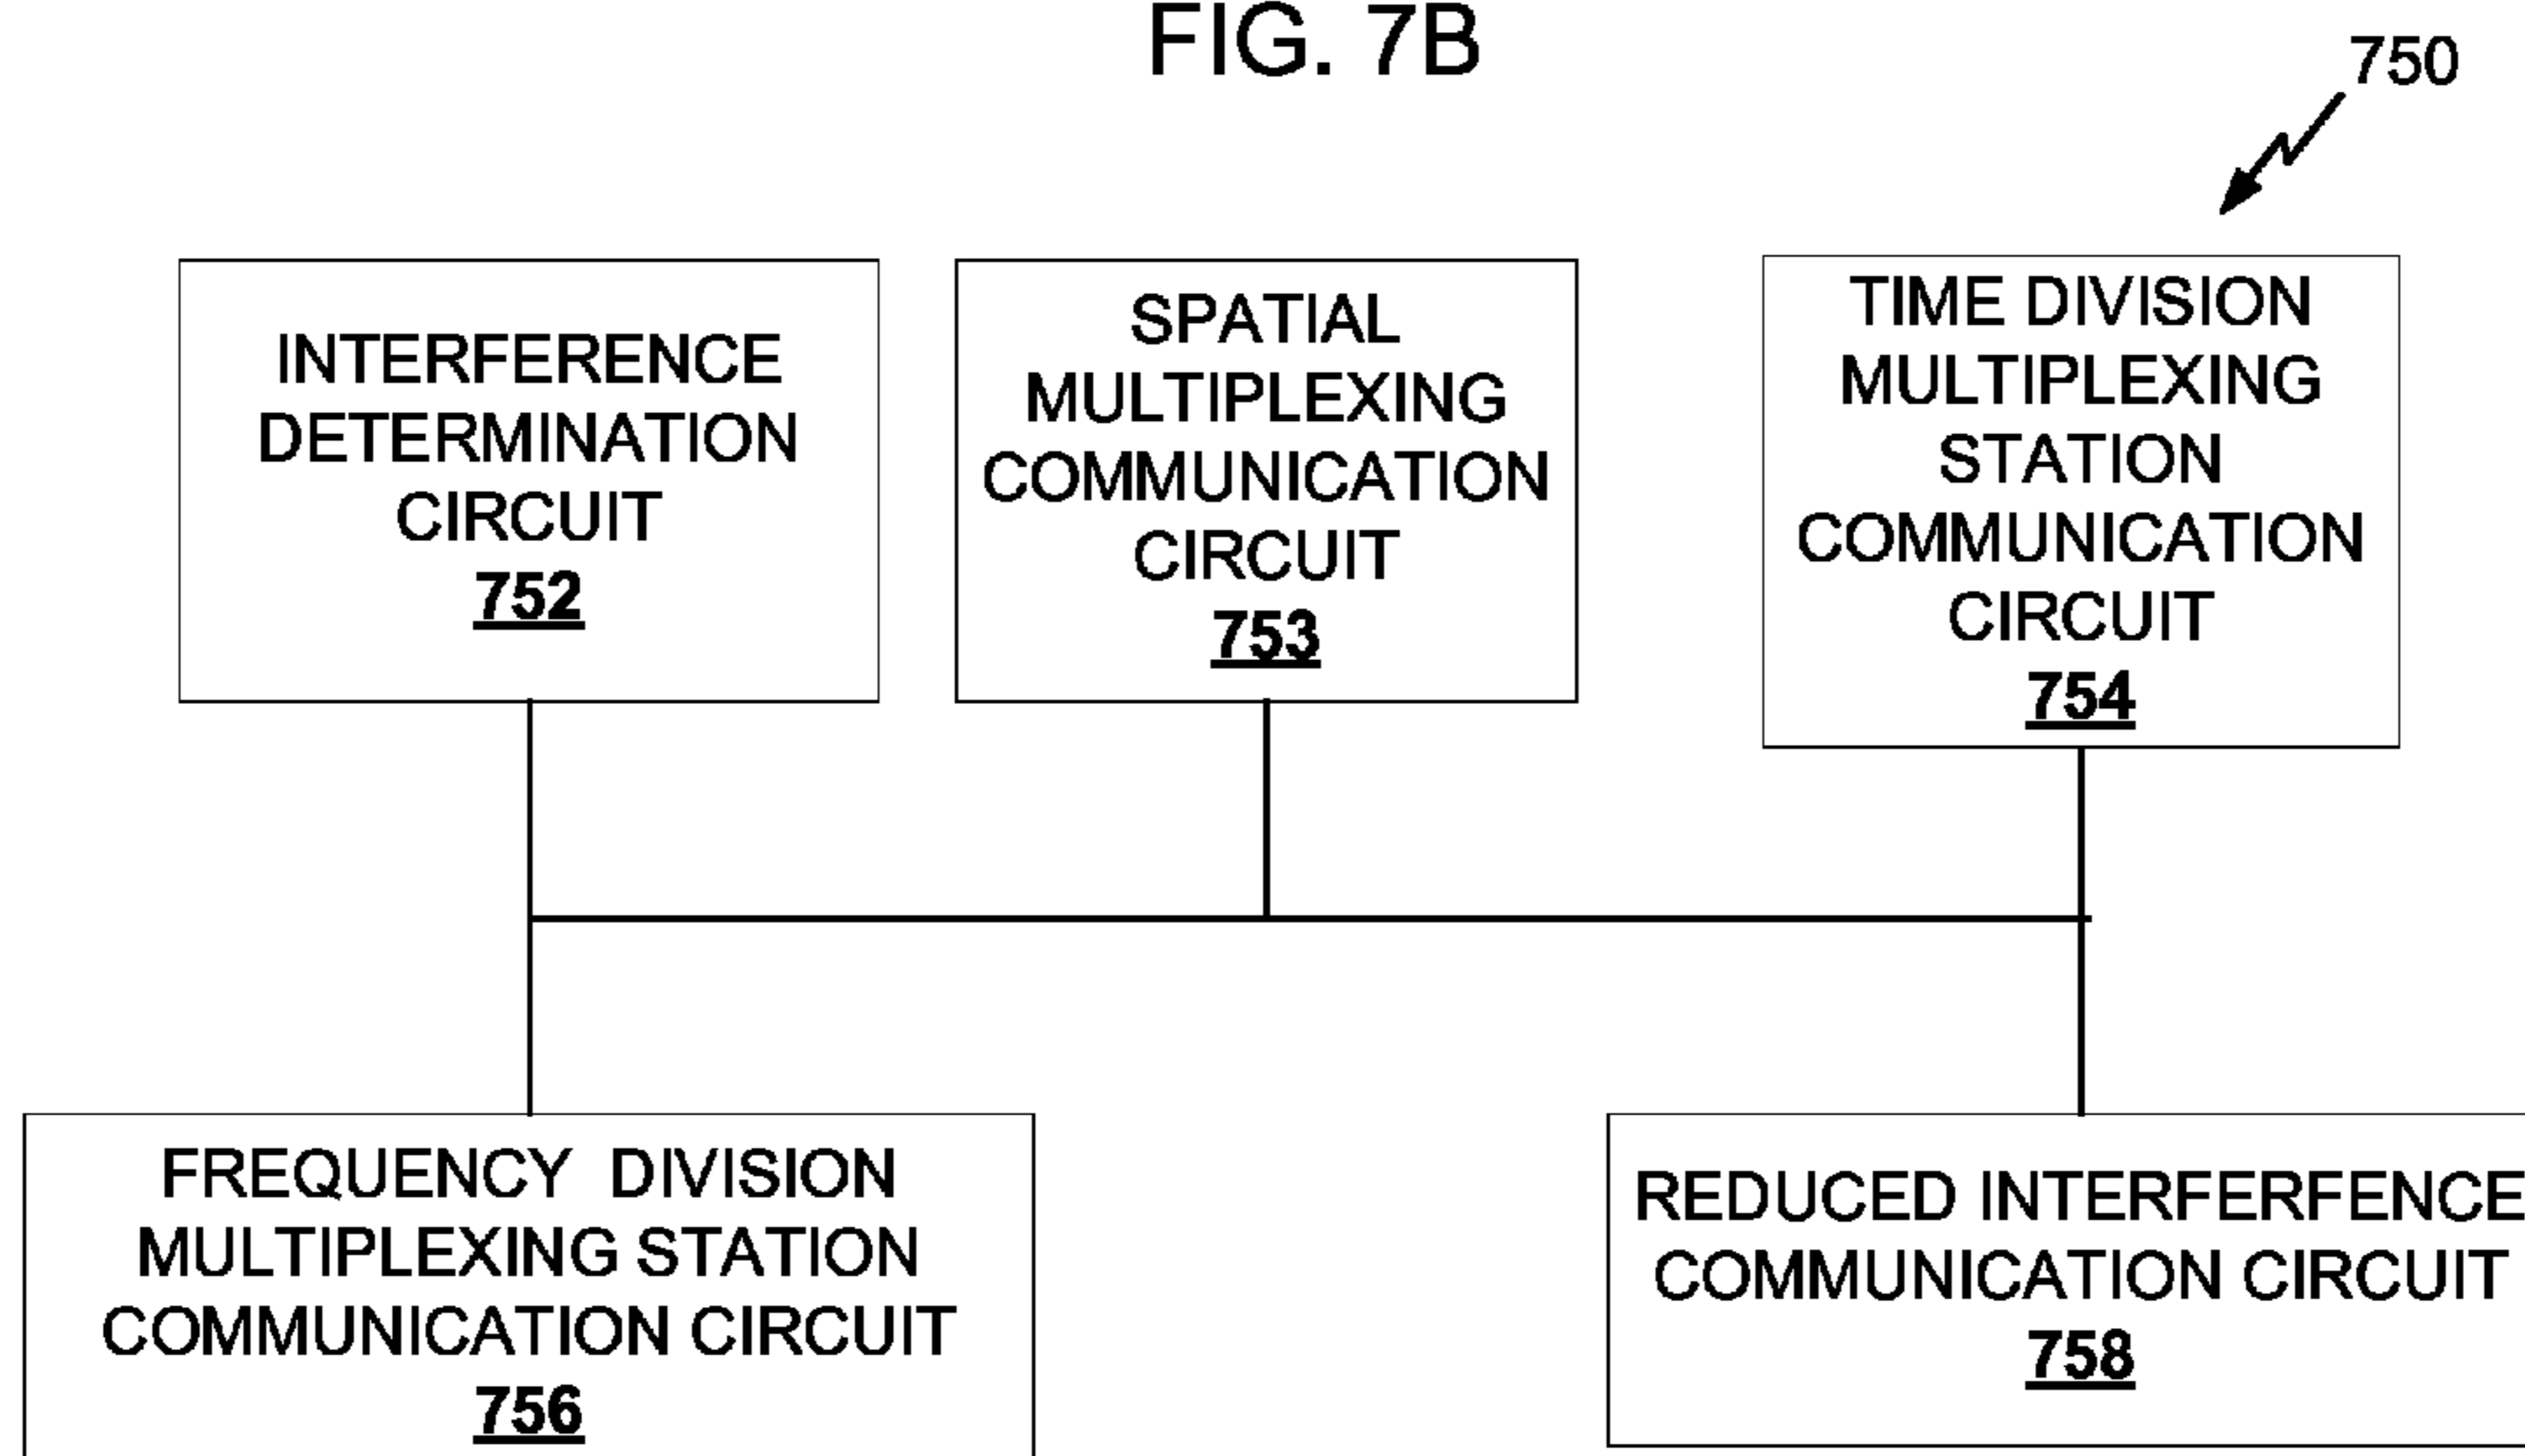 FIG. 7B
750
INTERFERENCE
DETERMINATION
CIRCUIT
752
SPATIAL
MULTIPLEXING
COMMUNICATION
CIRCUIT
753
TIME DIVISION
MULTIPLEXING
STATION
COMMUNICATION
CIRCUIT
754
FREQUENCY DIVISION
MULTIPLEXING STATION
COMMUNICATION CIRCUIT
756
REDUCED INTERFERFENCE
COMMUNICATION CIRCUIT
758